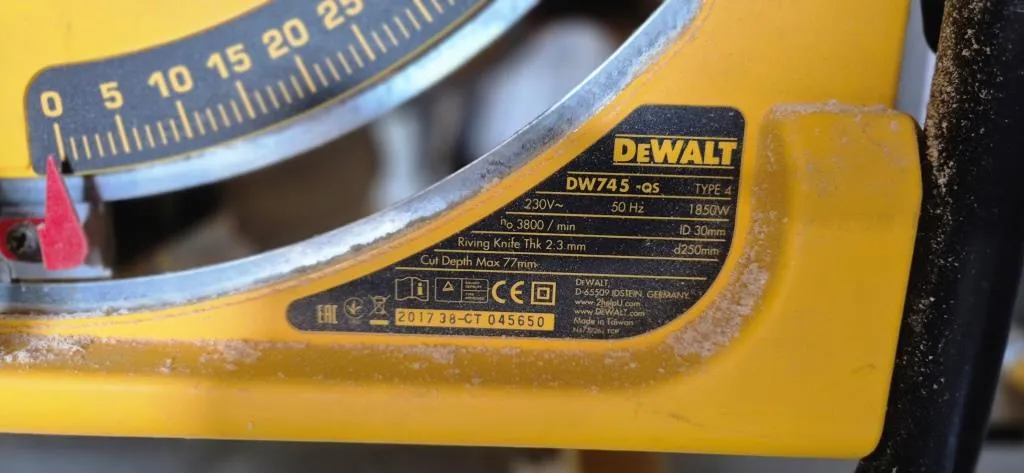 0 5 10 15 20 25
DEWALT
DW745 -QS TYPE 4
230V~ 50 Hz 1850W
n₀ 3800 / min ID 30mm
Riving Knife Thk 2.3 mm d250mm
Cut Depth Max 77mm
EAC
CE
2017 38-CT 045650
DEWALT,
D-65509 IDSTEIN, GERMANY
www.2helpU.com
www.DEWALT.com
Made in Taiwan